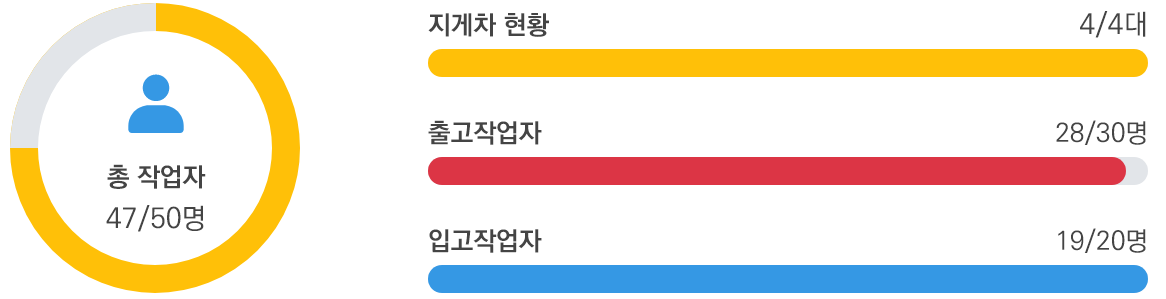 총 작업자
47/50명
지게차 현황
4/4대
출고작업자
28/30명
입고작업자
19/20명